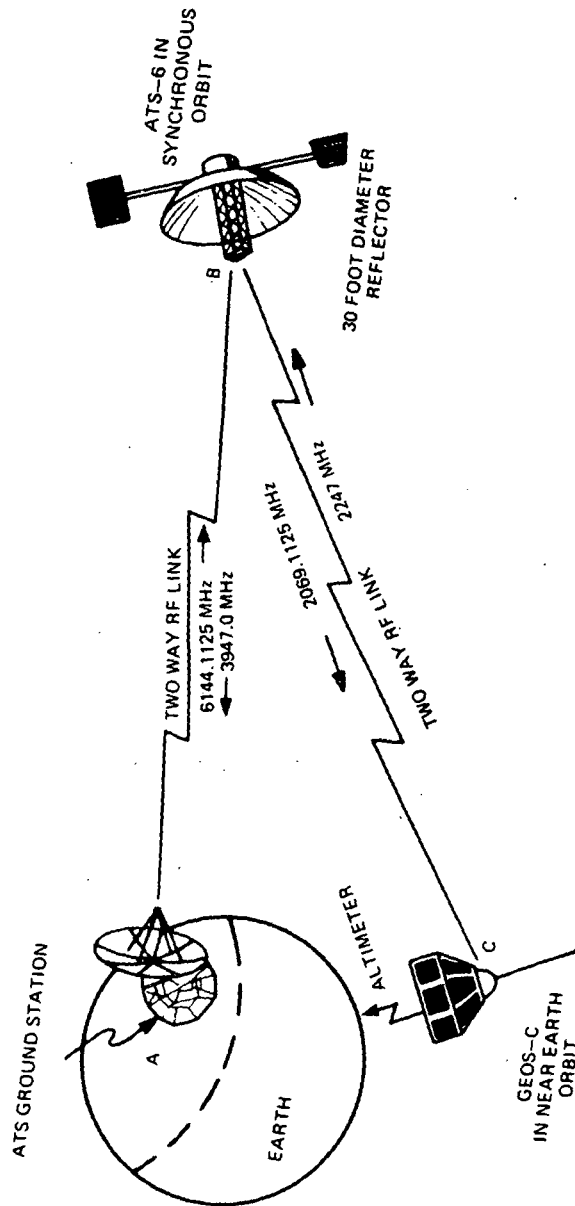 ATS GROUND STATION
A
EARTH
TWO WAY RF LINK
6144.1125 MHz
3947.0 MHz
ATS-6 IN
SYNCHRONOUS
ORBIT
B
30 FOOT DIAMETER
REFLECTOR
2069.1125 MHz
2247 MHz
TWO WAY RF LINK
ALTIMETER
C
GEOS-C
IN NEAR EARTH
ORBIT